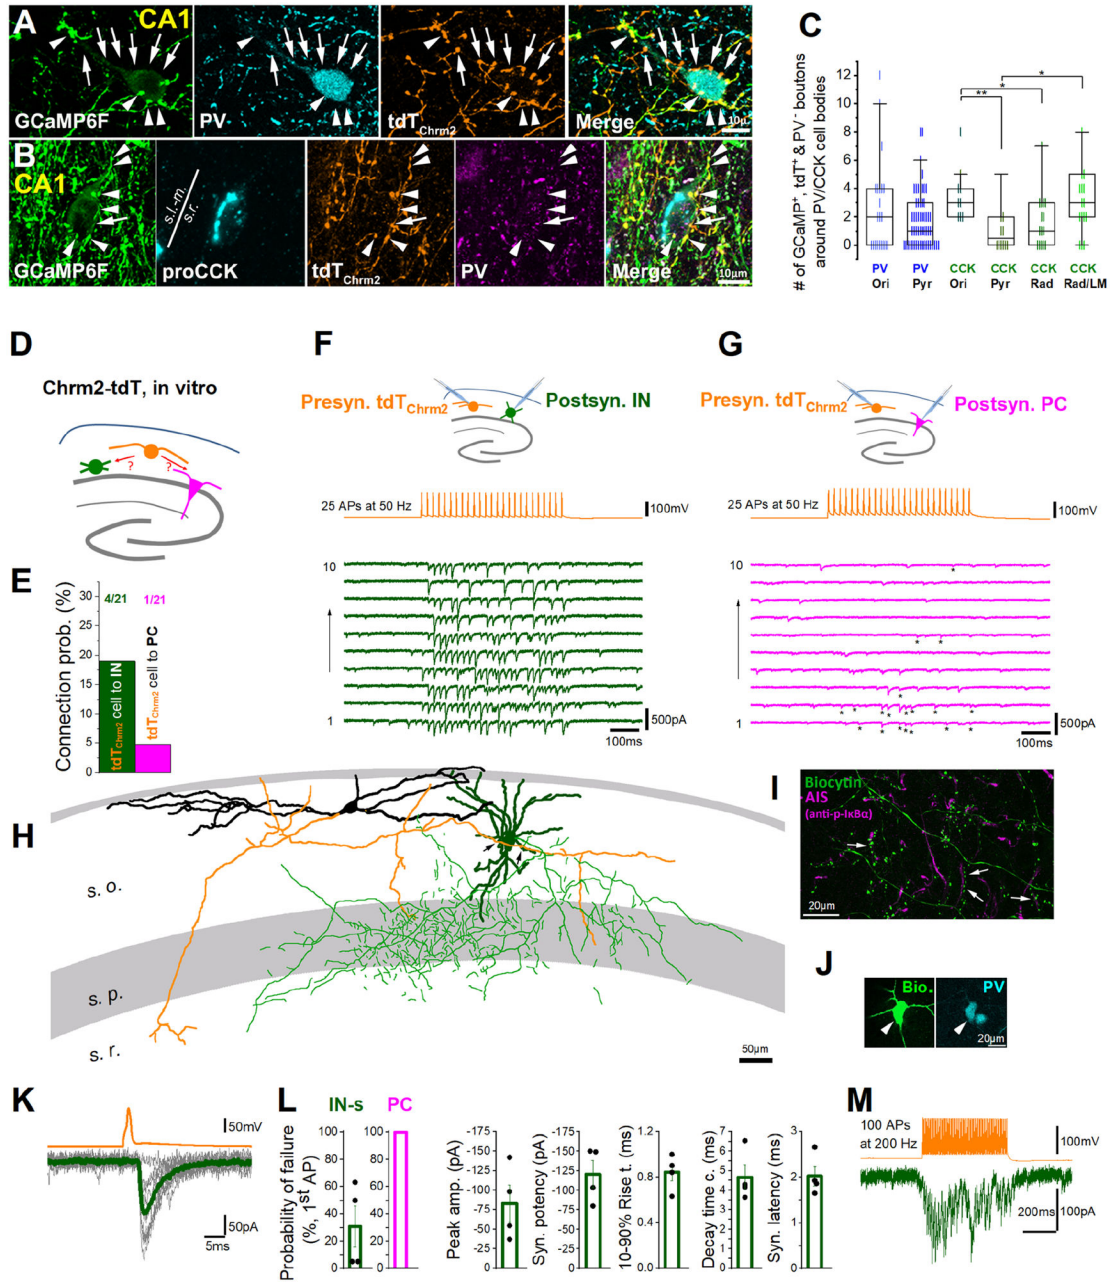 A
CA1
GCaMP6F
PV
tdT Chrm2
Merge
10µ
B
CA1
s.l.-m.
s.r.
GCaMP6F
proCCK
tdT Chrm2
PV
Merge
10µm
C
# of GCaMP+, tdT+ & PV- boutons
around PV/CCK cell bodies
12
10
8
6
4
2
0
*
*
**
PV PV CCK CCK CCK CCK
Ori Pyr Ori Pyr Rad Rad/LM
D
Chrm2-tdT, in vitro
? ?
E
Connection prob. (%)
30
25
20
15
10
5
0
4/21 1/21
tdT Chrm2 cell to IN
tdT Chrm2 cell to PC
F
Presyn. tdT Chrm2
Postsyn. IN
25 APs at 50 Hz
100mV
10
1
500pA
100ms
G
Presyn. tdT Chrm2
Postsyn. PC
25 APs at 50 Hz
100mV
10
1
500pA
100ms
H
s. o.
s. p.
s. r.
50µm
I
Biocytin
AIS
(anti-p-IκBα)
20µm
J
Bio.
PV
20µm
K
50mV
50pA
5ms
L
IN-s PC
Probability of failure
(%, 1st AP)
100
80
60
40
20
0
100
80
60
40
20
0
Peak amp. (pA)
-175
-150
-125
-100
-75
-50
-25
0
Syn. potency (pA)
-175
-150
-125
-100
-75
-50
-25
0
10-90% Rise t. (ms)
1.2
0.8
0.4
0.0
Decay time c. (ms)
7
6
5
4
3
2
1
0
Syn. latency (ms)
3
2
1
0
M
100 APs
at 200 Hz
100mV
200ms
100pA